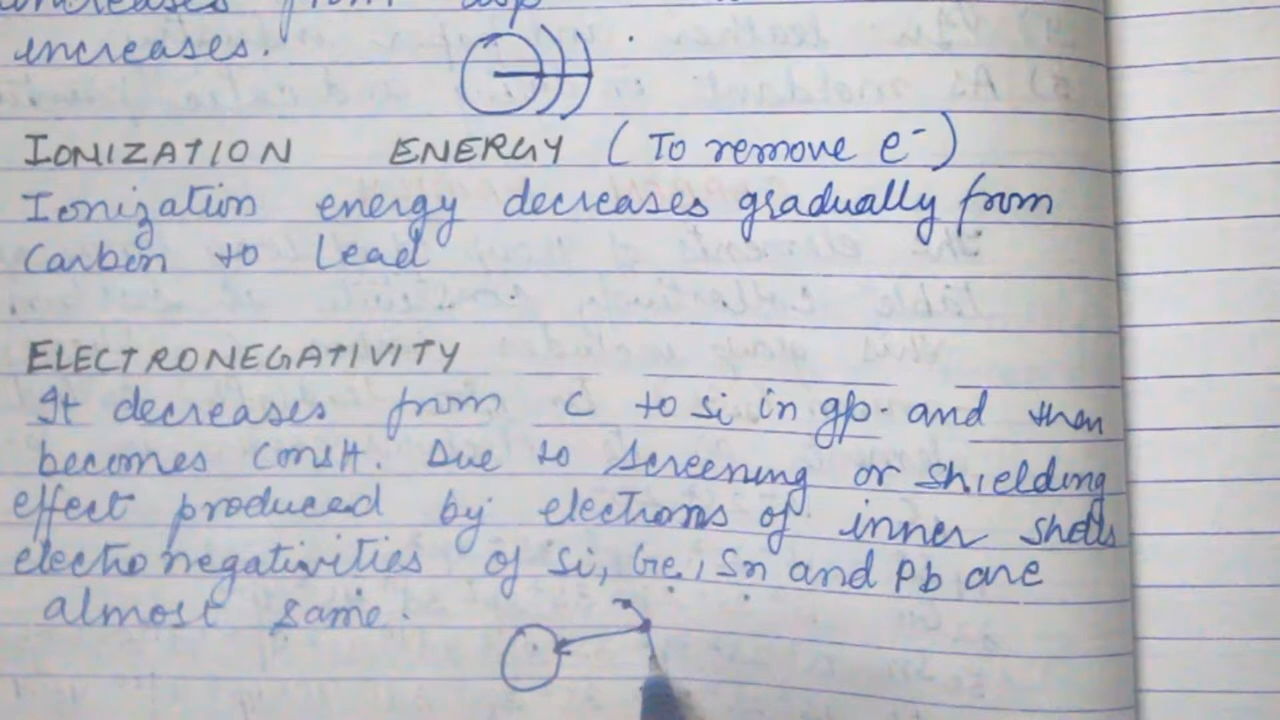 increases.
IONIZATION ENERGY (To remove e⁻)
Ionization energy decreases gradually from
Carbon to Lead
ELECTRONEGATIVITY
It decreases from C to Si in gp. and then
becomes constt. Due to screening or shielding
effect produced by electrons of inner shells
electronegativities of Si, Ge, Sn and Pb are
almost same.